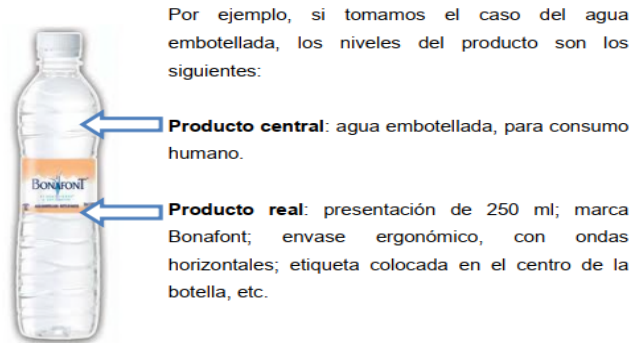 Por ejemplo, si tomamos el caso del agua
embotellada, los niveles del producto son los
siguientes:
Producto central: agua embotellada, para consumo
humano.
BONAFONT
Producto real: presentación de 250 ml; marca
Bonafont; envase ergonómico, con ondas
horizontales; etiqueta colocada en el centro de la
botella, etc.